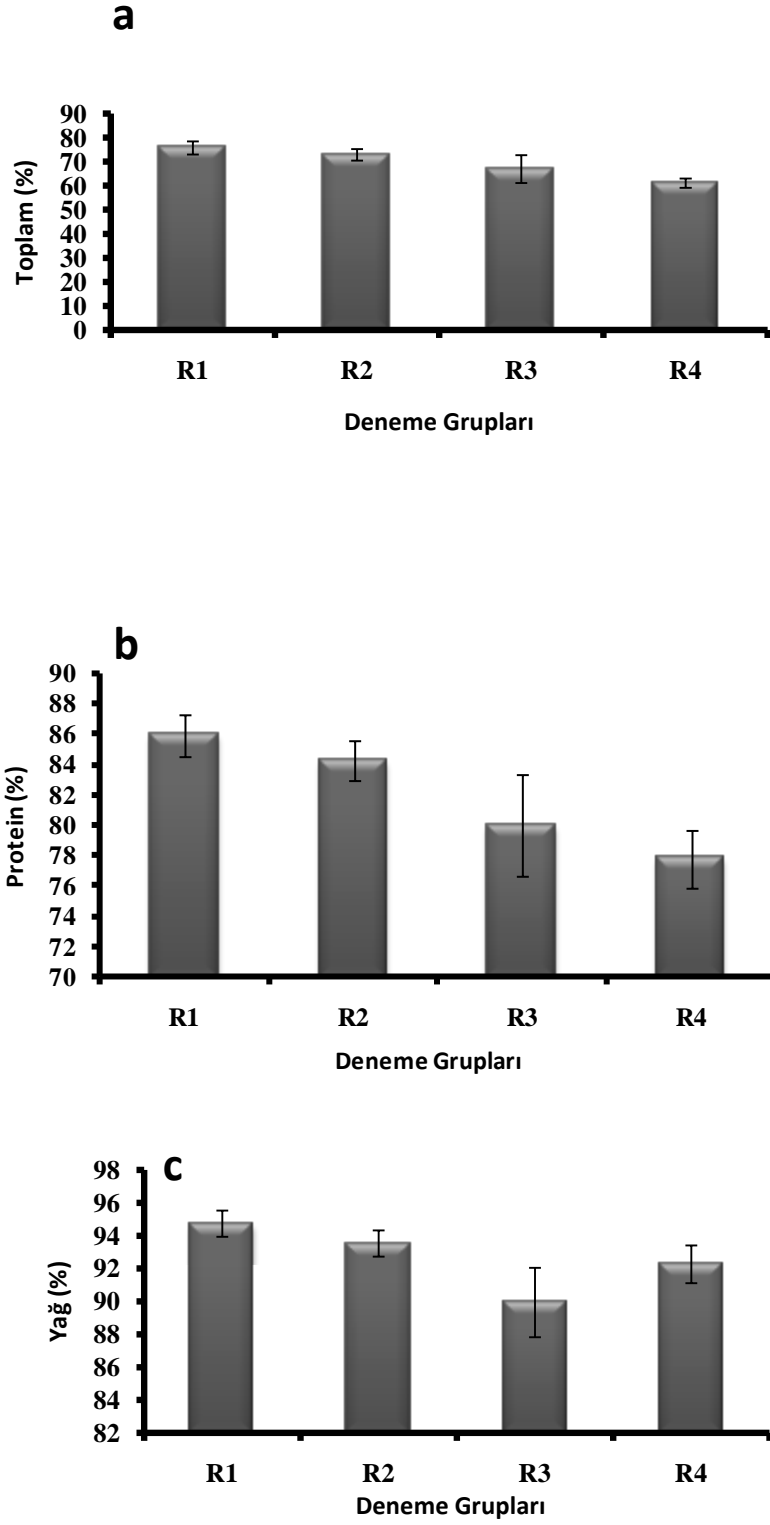 a
90
80
70
60
50
40
30
20
10
0
Toplam (%)
R1 R2 R3 R4
Deneme Grupları
b
90
88
86
84
82
80
78
76
74
72
70
Protein (%)
R1 R2 R3 R4
Deneme Grupları
c
98
96
94
92
90
88
86
84
82
Yağ (%)
R1 R2 R3 R4
Deneme Grupları